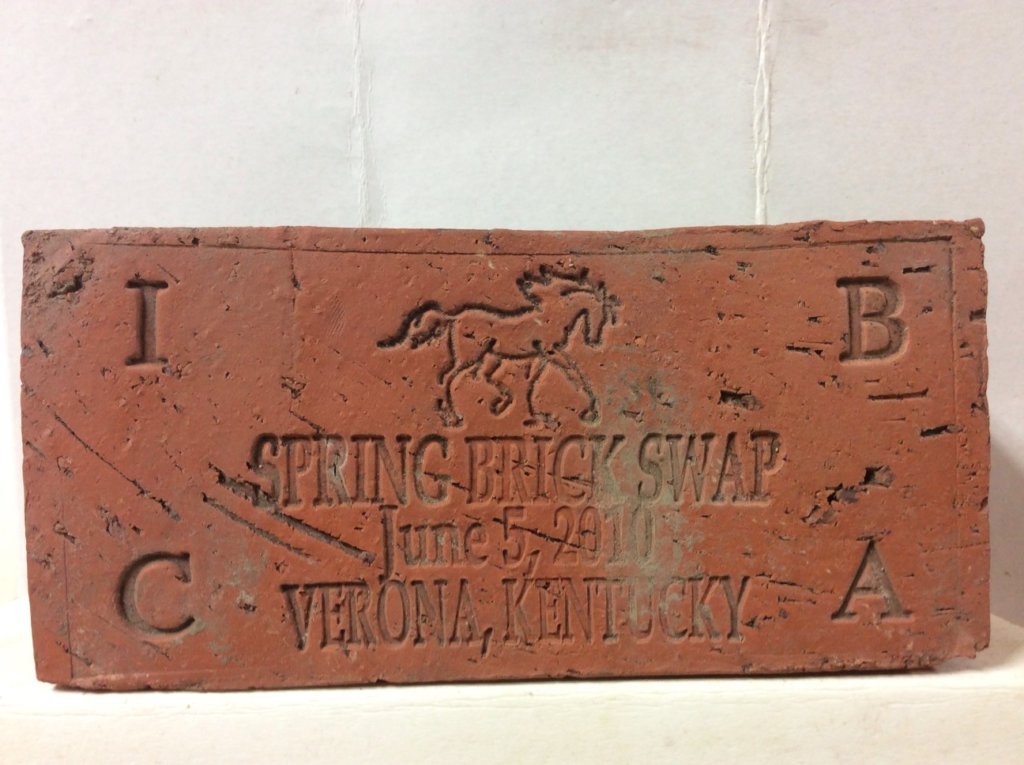 I B
SPRING BRICK SWAP
June 5, 2010
VERONA, KENTUCKY
C A